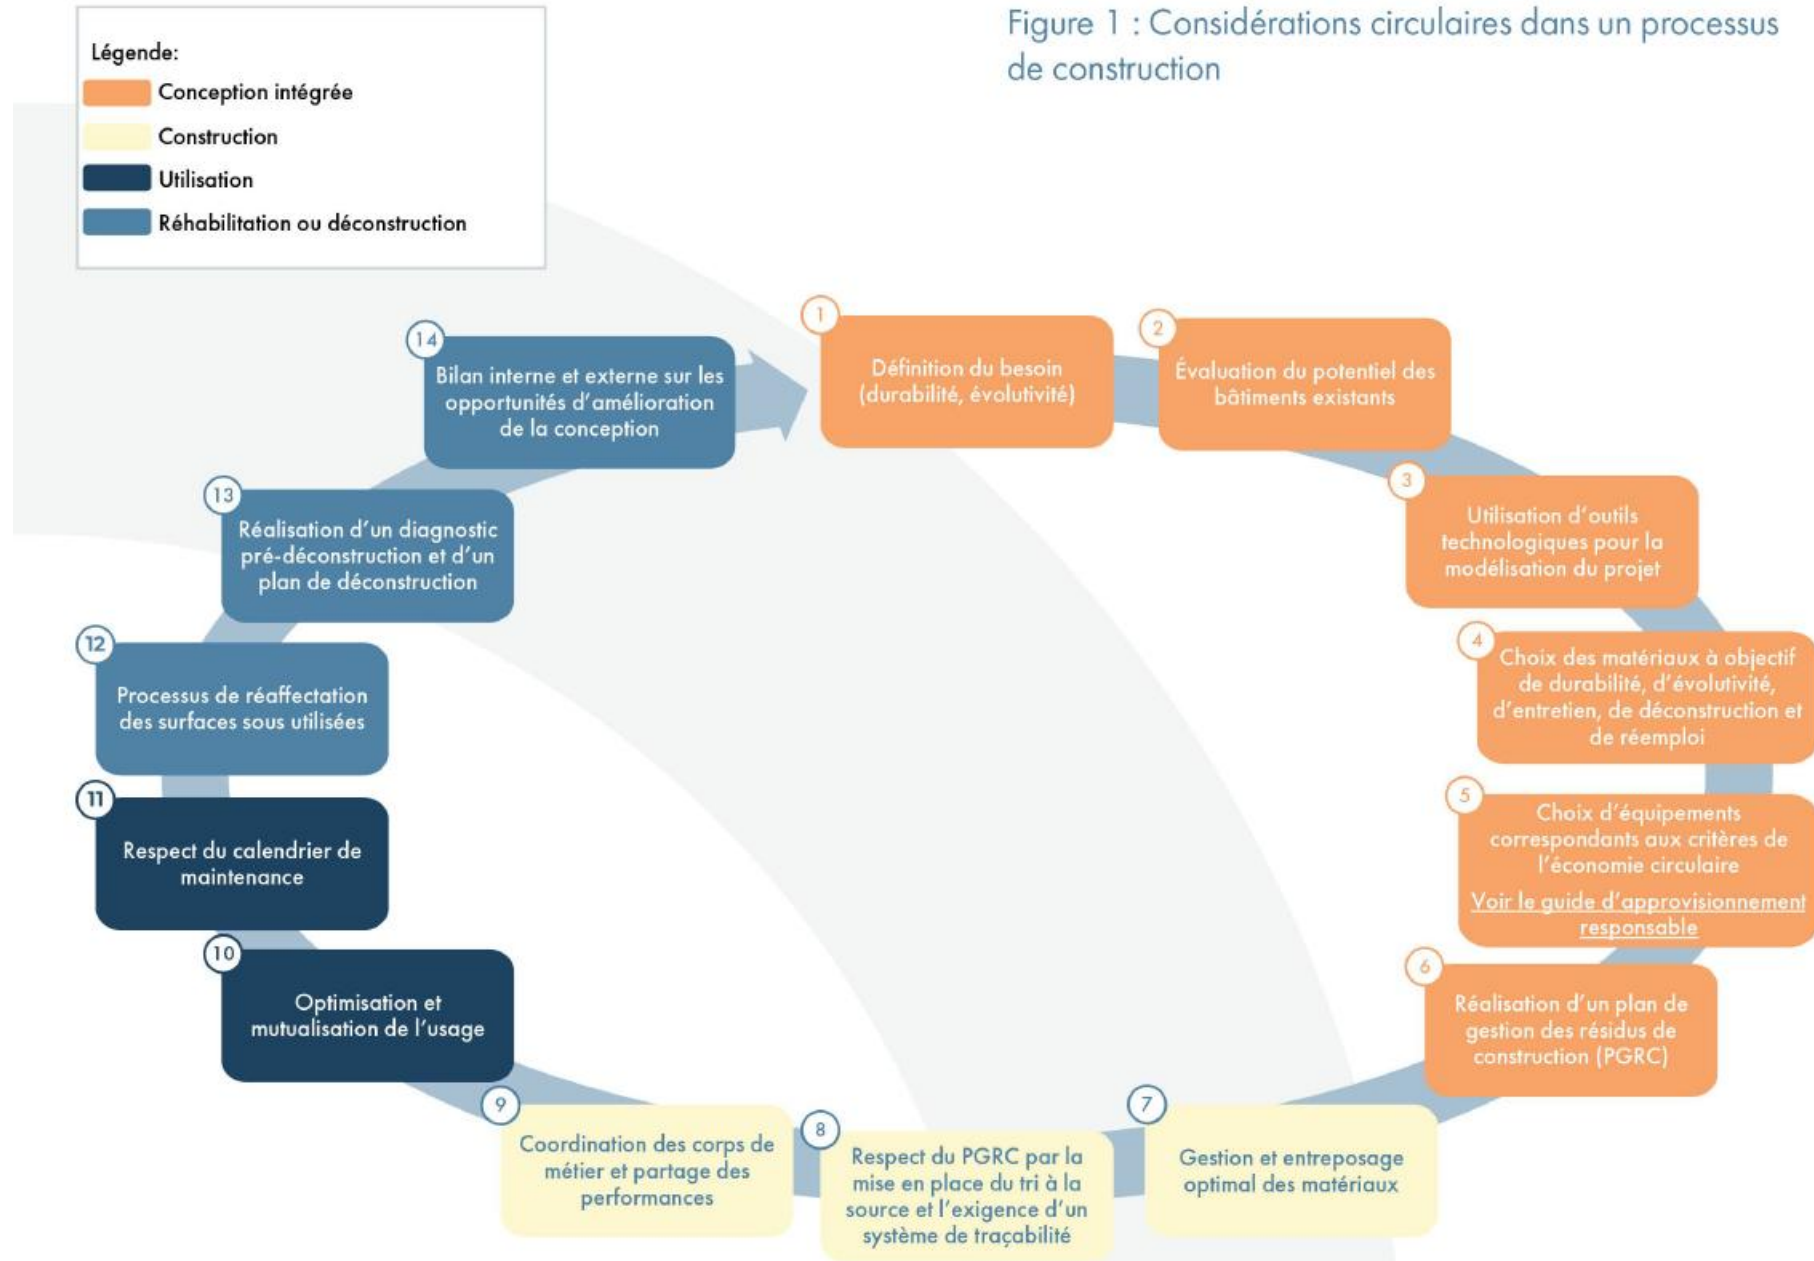 Figure 1 : Considérations circulaires dans un processus
de construction
Légende:
Conception intégrée
Construction
Utilisation
Réhabilitation ou déconstruction
1
Définition du besoin
(durabilité, évolutivité)
2
Évaluation du potentiel des
bâtiments existants
3
Utilisation d'outils
technologiques pour la
modélisation du projet
4
Choix des matériaux à objectif
de durabilité, d'évolutivité,
d'entretien, de déconstruction et
de réemploi
5
Choix d'équipements
correspondants aux critères de
l'économie circulaire
Voir le guide d'approvisionnement
responsable
6
Réalisation d'un plan de
gestion des résidus de
construction (PGRC)
7
Gestion et entreposage
optimal des matériaux
8
Respect du PGRC par la
mise en place du tri à la
source et l'exigence d'un
système de traçabilité
9
Coordination des corps de
métier et partage des
performances
10
Optimisation et
mutualisation de l'usage
11
Respect du calendrier de
maintenance
12
Processus de réaffectation
des surfaces sous utilisées
13
Réalisation d'un diagnostic
pré-déconstruction et d'un
plan de déconstruction
14
Bilan interne et externe sur les
opportunités d'amélioration
de la conception